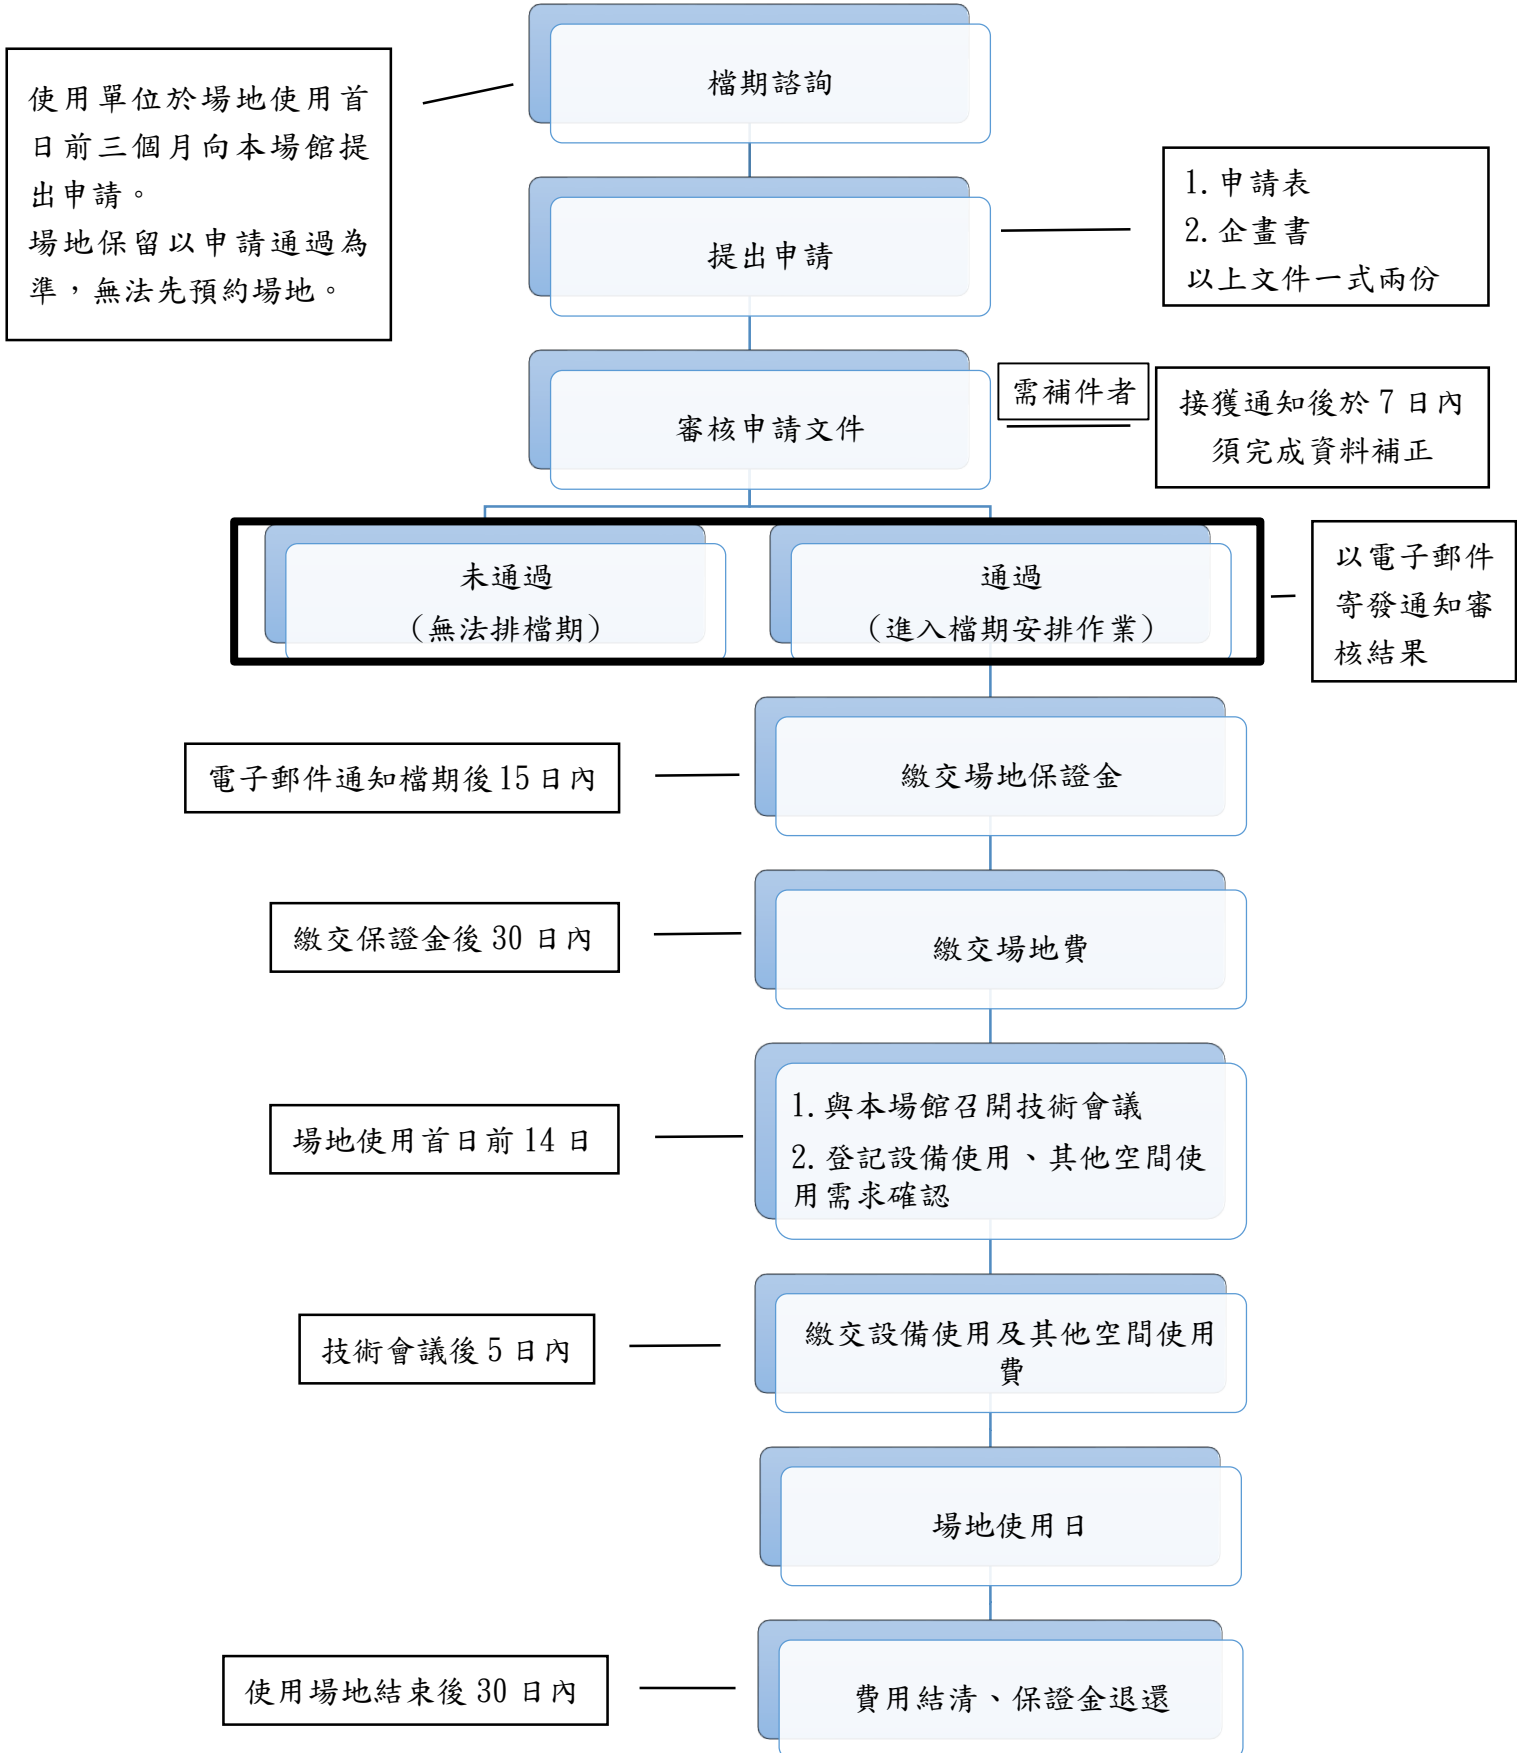 檔期諮詢
使用單位於場地使用首
日前三個月向本場館提
出申請。
場地保留以申請通過為
準，無法先預約場地。
提出申請
1.申請表
2.企畫書
以上文件一式兩份
審核申請文件
需補件者
接獲通知後於 7 日內
須完成資料補正
未通過
（無法排檔期）
通過
（進入檔期安排作業）
以電子郵件
寄發通知審
核結果
電子郵件通知檔期後 15 日內
繳交場地保證金
繳交保證金後 30 日內
繳交場地費
場地使用首日前 14 日
1.與本場館召開技術會議
2.登記設備使用、其他空間使
用需求確認
技術會議後 5 日內
繳交設備使用及其他空間使用
費
場地使用日
使用場地結束後 30 日內
費用結清、保證金退還